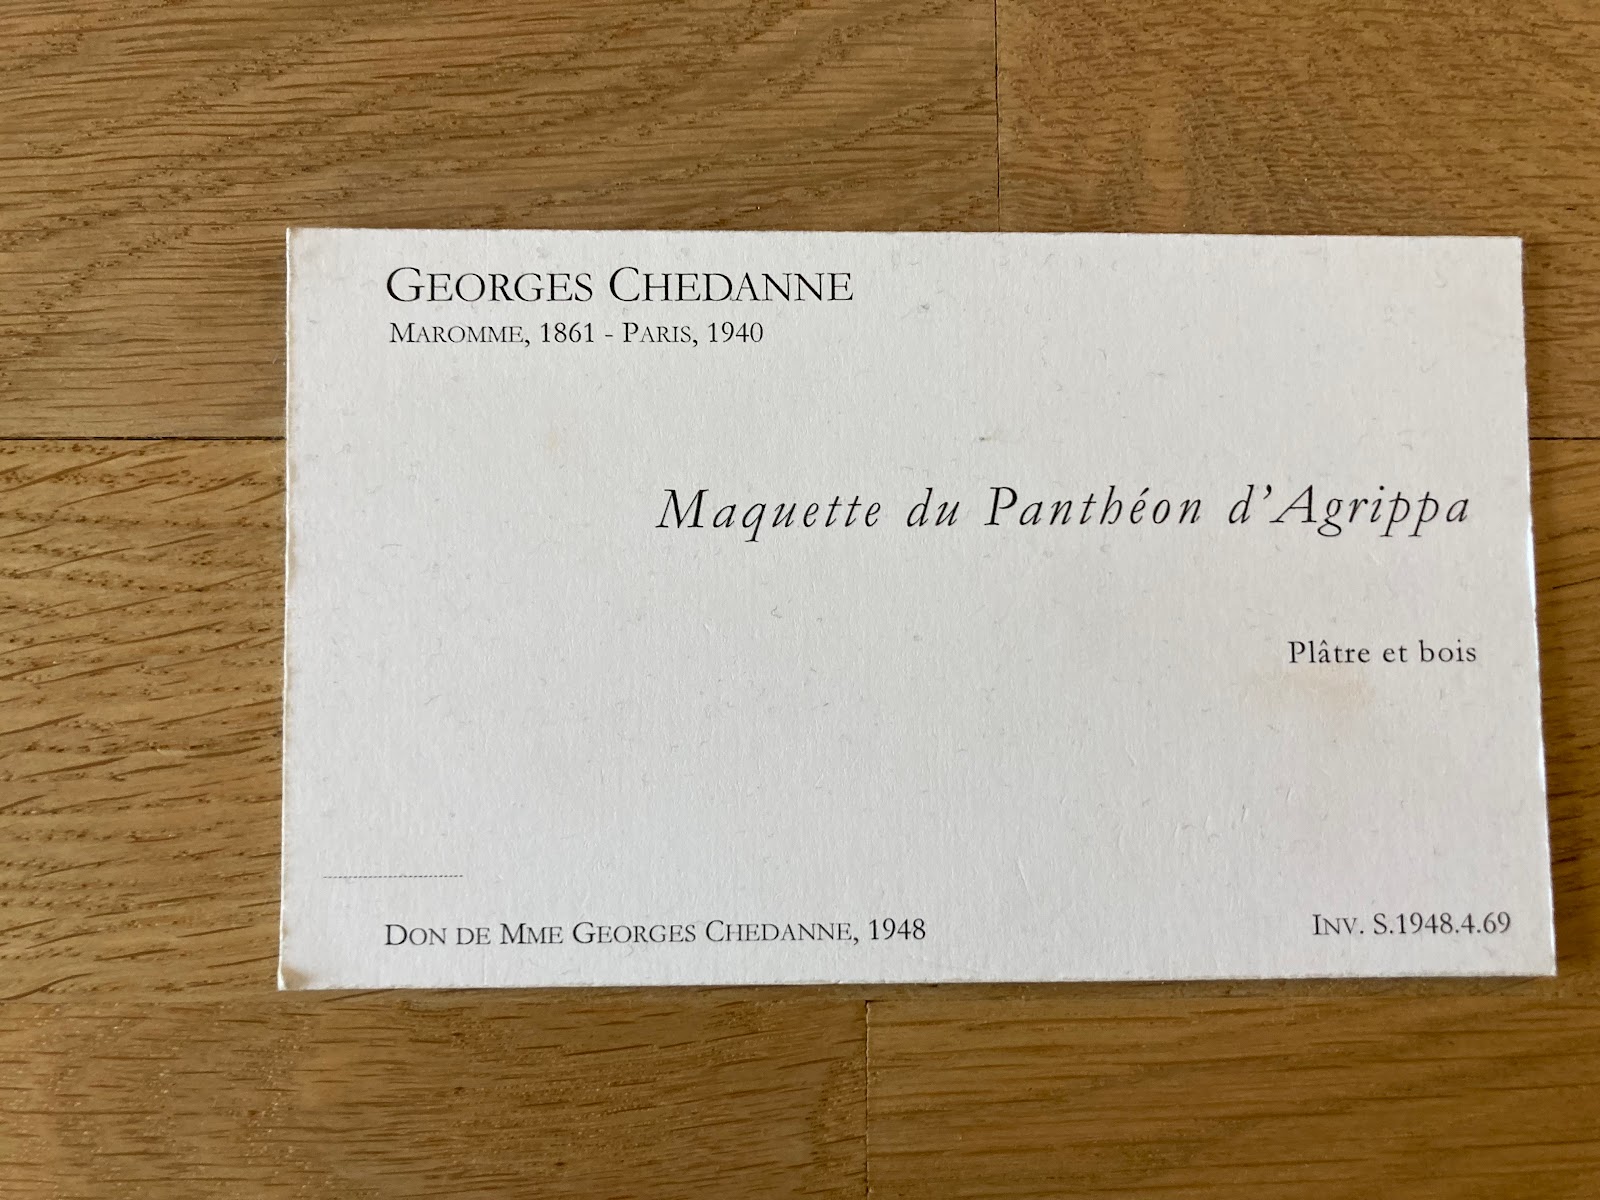 GEORGES CHEDANNE
MAROMME, 1861 - PARIS, 1940
Maquette du Panthéon d'Agrippa
Plâtre et bois
DON DE MME GEORGES CHEDANNE, 1948
INV. S.1948.4.69